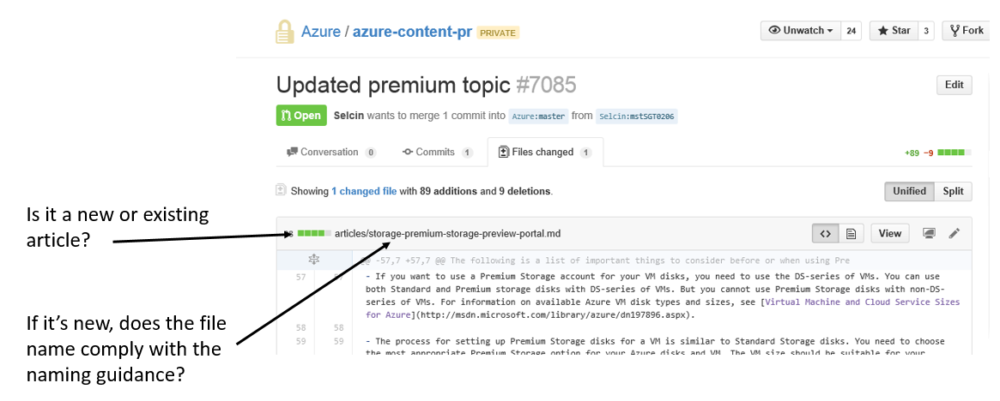 Azure / azure-content-pr PRIVATE
Unwatch 24 Star 3 Fork
Updated premium topic #7085 Edit
Open Selcin wants to merge 1 commit into Azure:master from Selcin:mstSGT0206
Conversation 0 Commits 1 Files changed 1 +89 −9
Showing 1 changed file with 89 additions and 9 deletions. Unified Split
Is it a new or existing
article?
articles/storage-premium-storage-preview-portal.md <> View
@@ -57,7 +57,7 @@ The following is a list of important things to consider before or when using Pre
57 - If you want to use a Premium Storage account for your VM disks, you need to use the DS-series of VMs. You can use
both Standard and Premium storage disks with DS-series of VMs. But you cannot use Premium Storage disks with non-DS-
series of VMs. For information on available Azure VM disk types and sizes, see [Virtual Machine and Cloud Service Sizes
for Azure](http://msdn.microsoft.com/library/azure/dn197896.aspx).
58 58
59 59 - The process for setting up Premium Storage disks for a VM is similar to Standard Storage disks. You need to choose
the most appropriate Premium Storage option for your Azure disks and VM. The VM size should be suitable for your
If it's new, does the file
name comply with the
naming guidance?